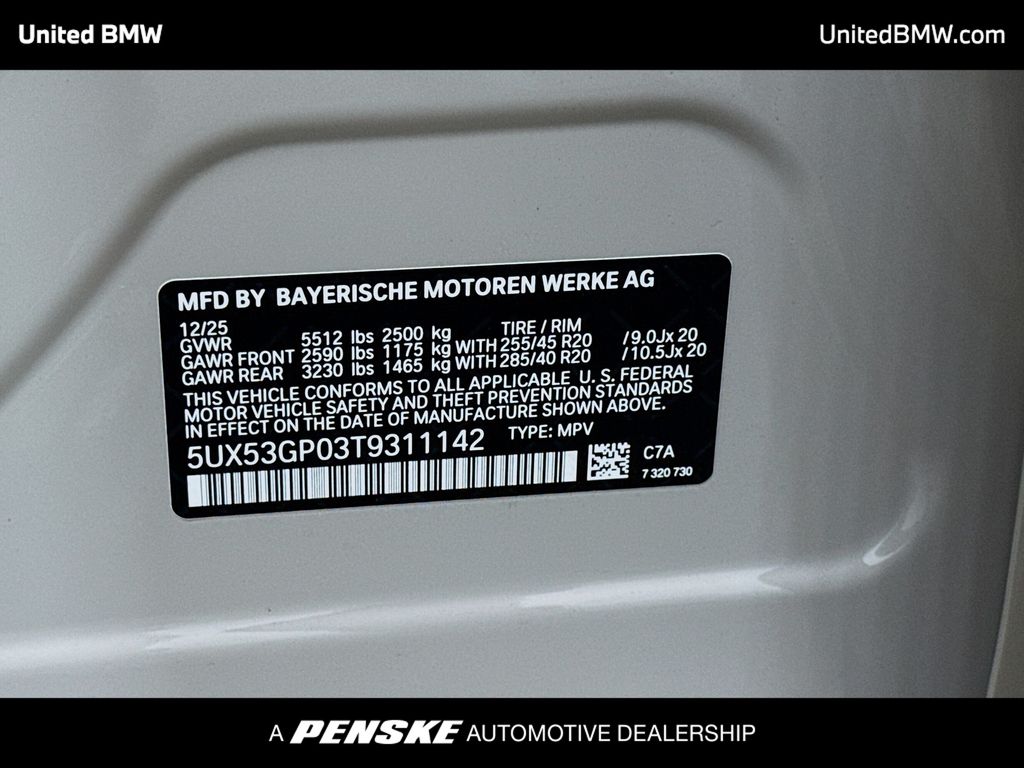 United BMW
UnitedBMW.com
MFD BY BAYERISCHE MOTOREN WERKE AG
12/25
GVWR 5512 lbs 2500 kg TIRE / RIM
GAWR FRONT 2590 lbs 1175 kg WITH 255/45 R20 /9.0Jx 20
GAWR REAR 3230 lbs 1465 kg WITH 285/40 R20 /10.5Jx 20
THIS VEHICLE CONFORMS TO ALL APPLICABLE U. S. FEDERAL
MOTOR VEHICLE SAFETY AND THEFT PREVENTION STANDARDS
IN EFFECT ON THE DATE OF MANUFACTURE SHOWN ABOVE.
5UX53GP03T9311142 TYPE: MPV
C7A
7 320 730
A PENSKE AUTOMOTIVE DEALERSHIP